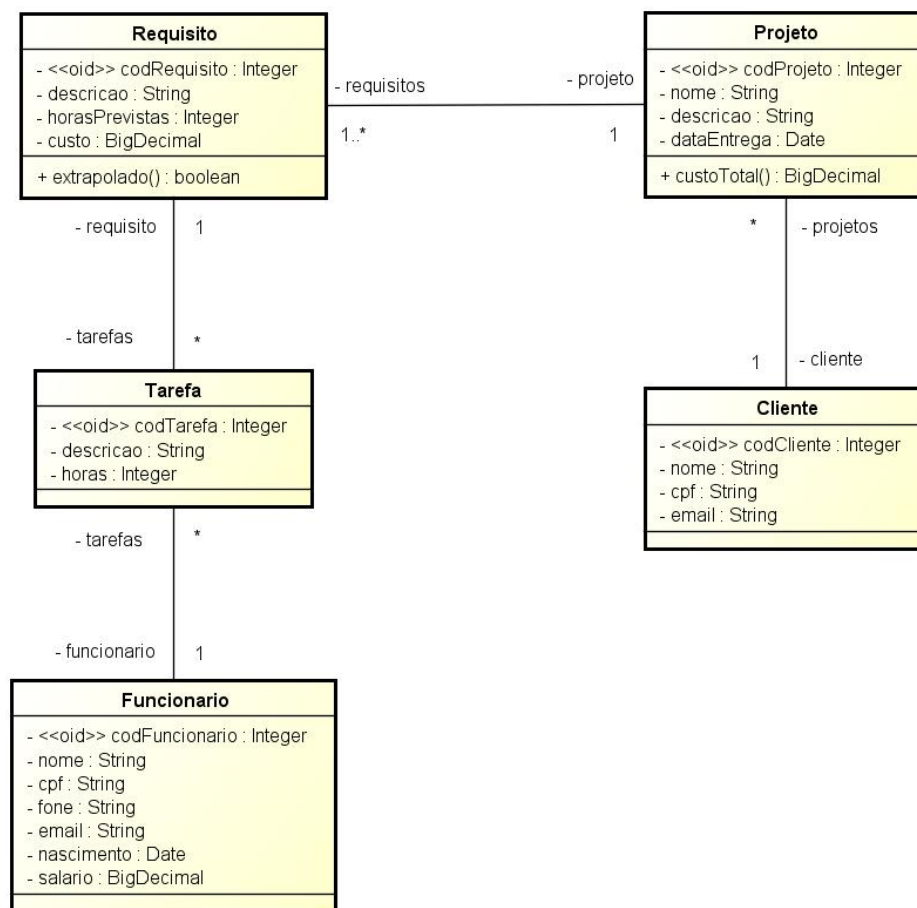 Requisito
- <<oid>> codRequisito : Integer
- descricao : String
- horasPrevistas : Integer
- custo : BigDecimal
+ extrapolado() : boolean
- requisitos
1..*
- projeto
1
Projeto
- <<oid>> codProjeto : Integer
- nome : String
- descricao : String
- dataEntrega : Date
+ custoTotal() : BigDecimal
- requisito
1
- tarefas
*
* 
- projetos
1
- cliente
Tarefa
- <<oid>> codTarefa : Integer
- descricao : String
- horas : Integer
Cliente
- <<oid>> codCliente : Integer
- nome : String
- cpf : String
- email : String
- tarefas
*
- funcionario
1
Funcionario
- <<oid>> codFuncionario : Integer
- nome : String
- cpf : String
- fone : String
- email : String
- nascimento : Date
- salario : BigDecimal